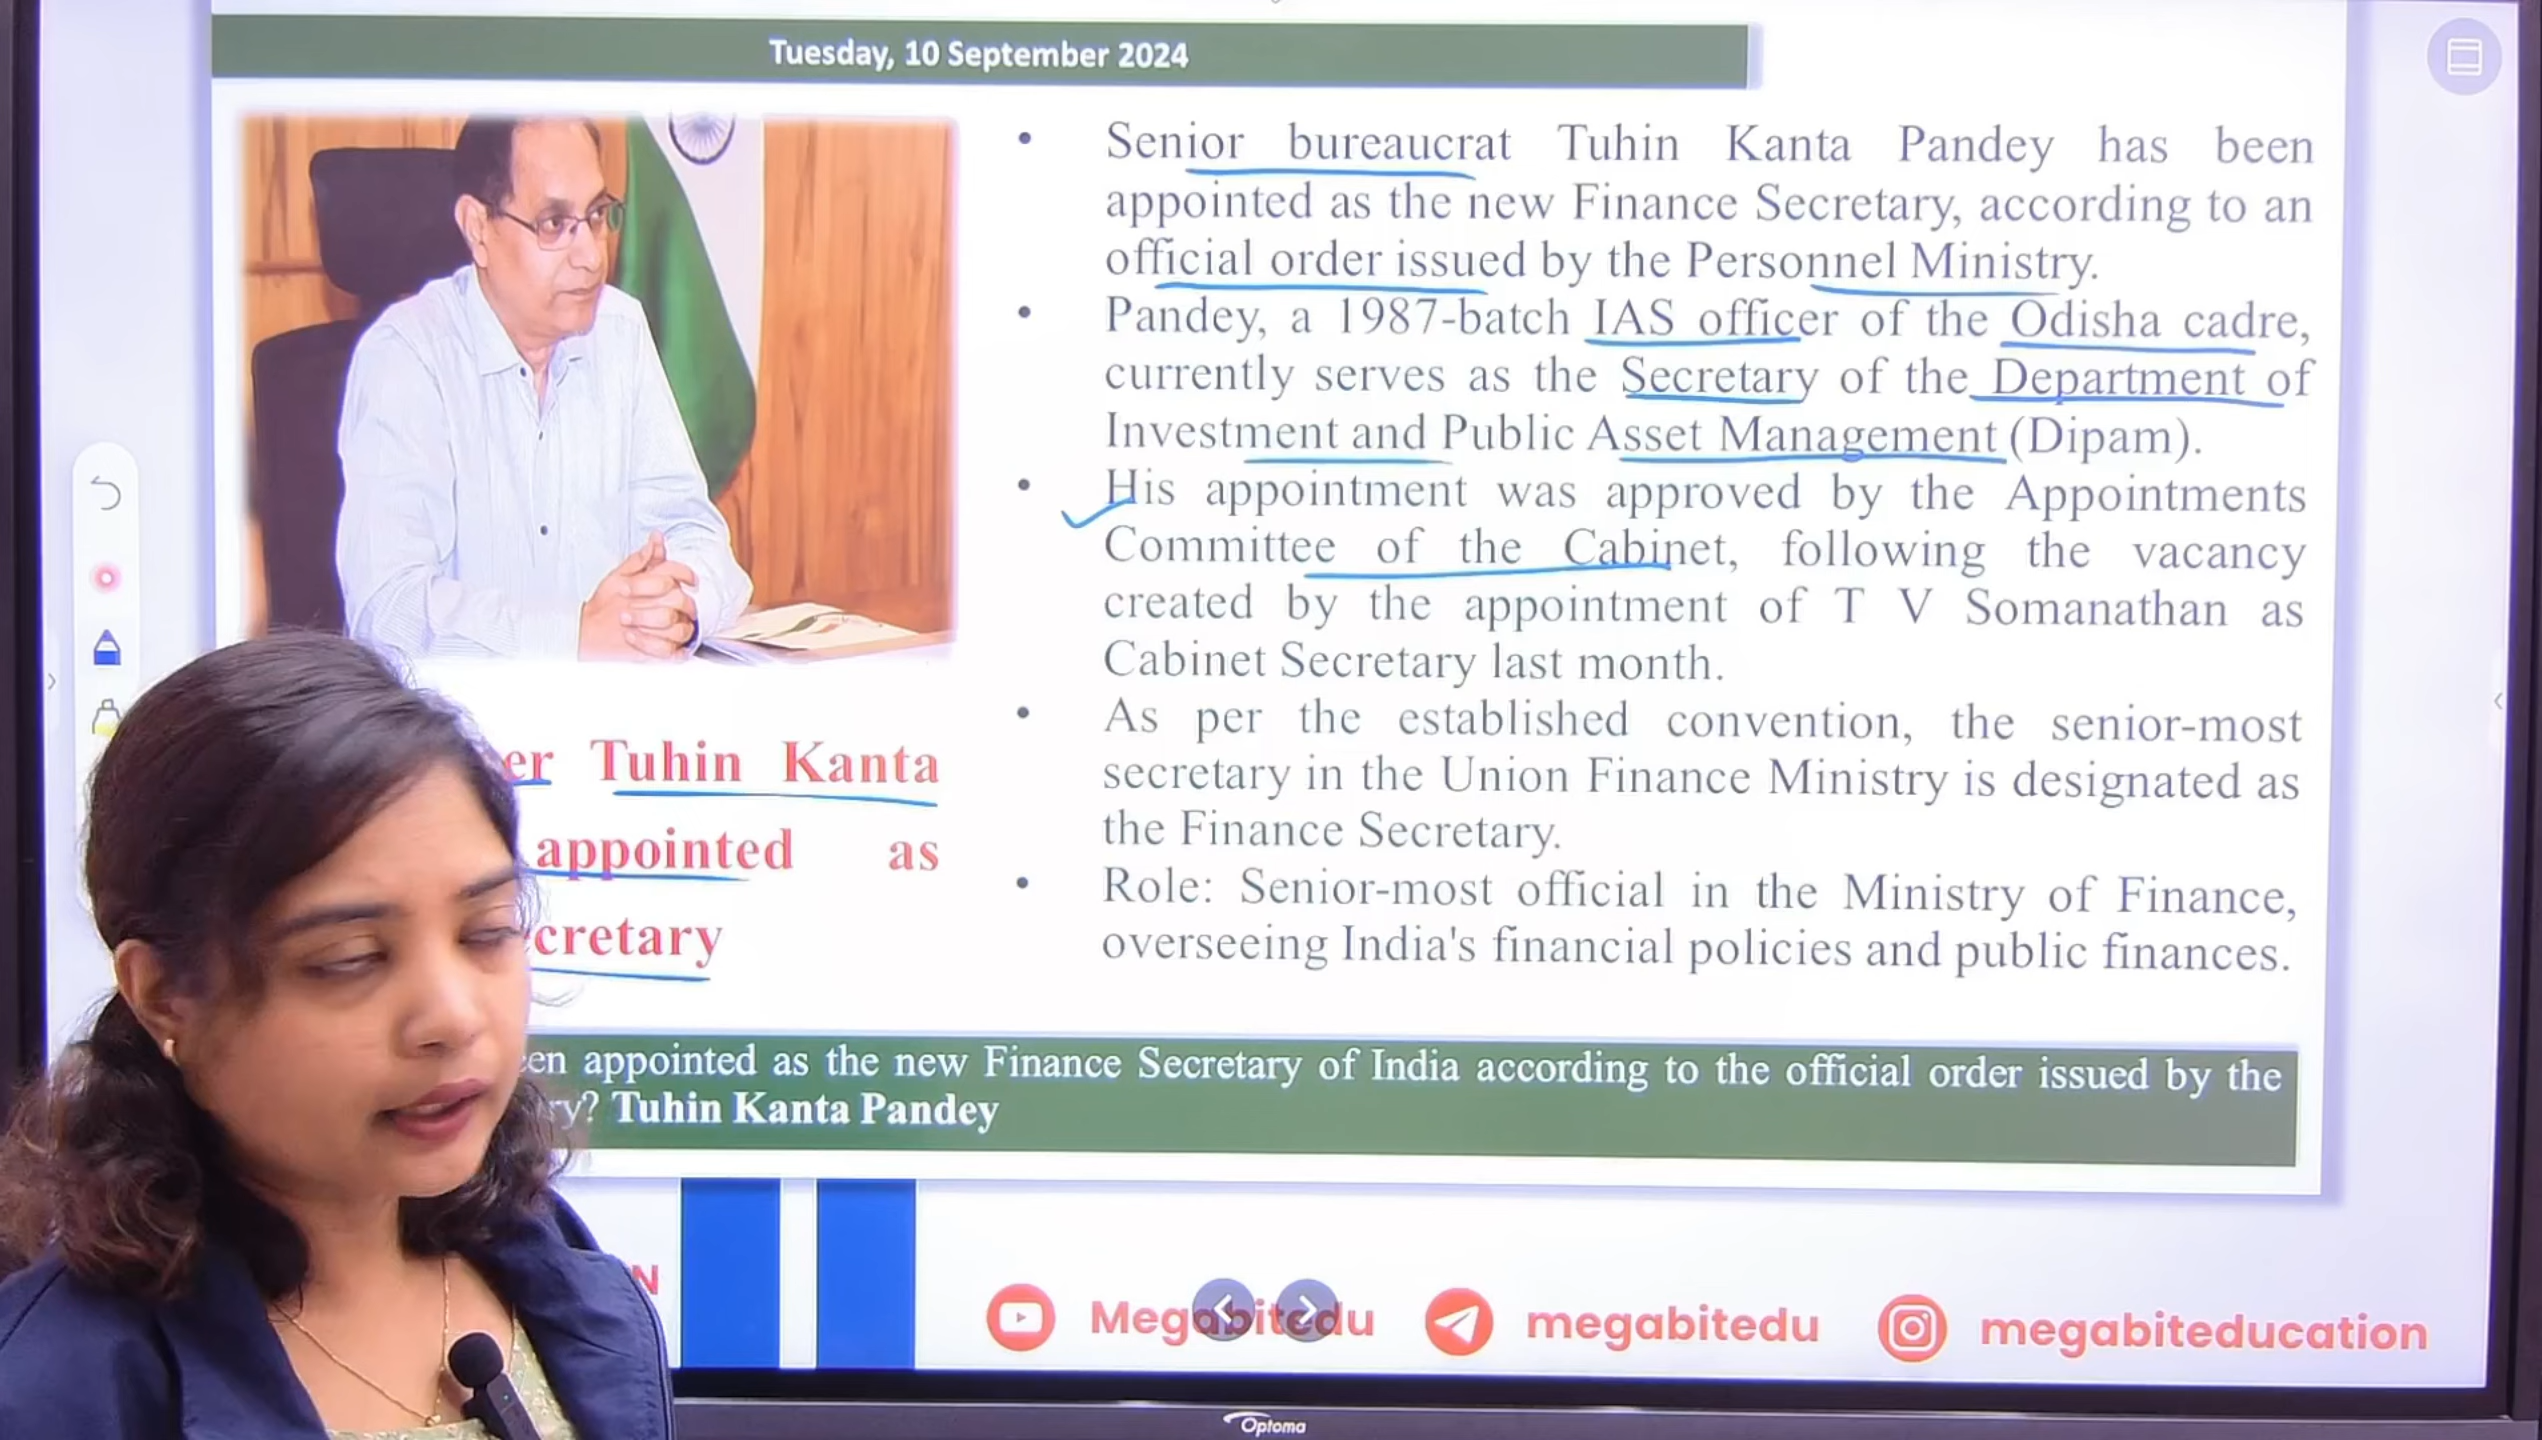 Tuesday, 10 September 2024
• Senior bureaucrat Tuhin Kanta Pandey has been
appointed as the new Finance Secretary, according to an
official order issued by the Personnel Ministry.
• Pandey, a 1987-batch IAS officer of the Odisha cadre,
currently serves as the Secretary of the Department of
Investment and Public Asset Management (Dipam).
• His appointment was approved by the Appointments
Committee of the Cabinet, following the vacancy
created by the appointment of T V Somanathan as
Cabinet Secretary last month.
• As per the established convention, the senior-most
secretary in the Union Finance Ministry is designated as
the Finance Secretary.
• Role: Senior-most official in the Ministry of Finance,
overseeing India's financial policies and public finances.
er Tuhin Kanta
appointed as
cretary
en appointed as the new Finance Secretary of India according to the official order issued by the
y? Tuhin Kanta Pandey
N
Megabitedu
megabitedu
megabiteducation
Optoma